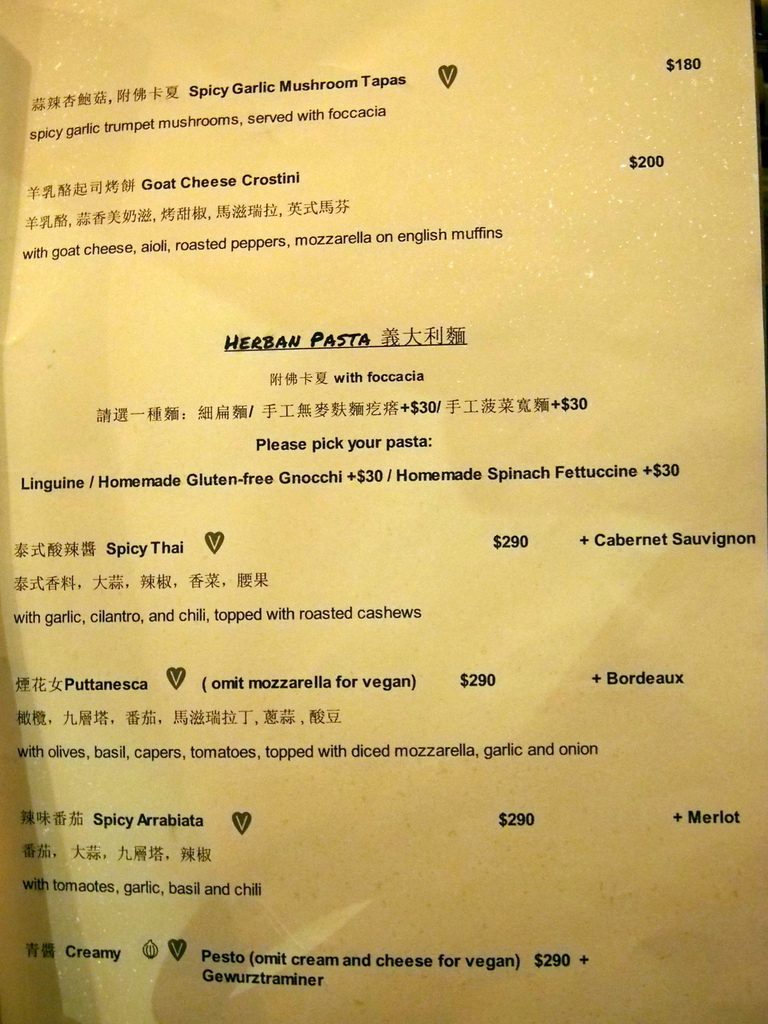 蒜辣杏鮑菇, 附佛卡夏 Spicy Garlic Mushroom Tapas V $180
spicy garlic trumpet mushrooms, served with foccacia
羊乳酪起司烤餅 Goat Cheese Crostini $200
羊乳酪, 蒜香美奶滋, 烤甜椒, 馬滋瑞拉, 英式馬芬
with goat cheese, aioli, roasted peppers, mozzarella on english muffins
HERBAN PASTA 義大利麵
附佛卡夏 with foccacia
請選一種麵：細扁麵/ 手工無麥麩麵疙瘩+$30/ 手工菠菜寬麵+$30
Please pick your pasta:
Linguine / Homemade Gluten-free Gnocchi +$30 / Homemade Spinach Fettuccine +$30
泰式酸辣醬 Spicy Thai V $290 + Cabernet Sauvignon
泰式香料，大蒜，辣椒，香菜，腰果
with garlic, cilantro, and chili, topped with roasted cashews
煙花女Puttanesca V ( omit mozzarella for vegan) $290 + Bordeaux
橄欖，九層塔，番茄，馬滋瑞拉丁, 蔥蒜 , 酸豆
with olives, basil, capers, tomatoes, topped with diced mozzarella, garlic and onion
辣味番茄 Spicy Arrabiata V $290 + Merlot
番茄， 大蒜，九層塔，辣椒
with tomaotes, garlic, basil and chili
青醬 Creamy V Pesto (omit cream and cheese for vegan) $290 +
Gewurztraminer